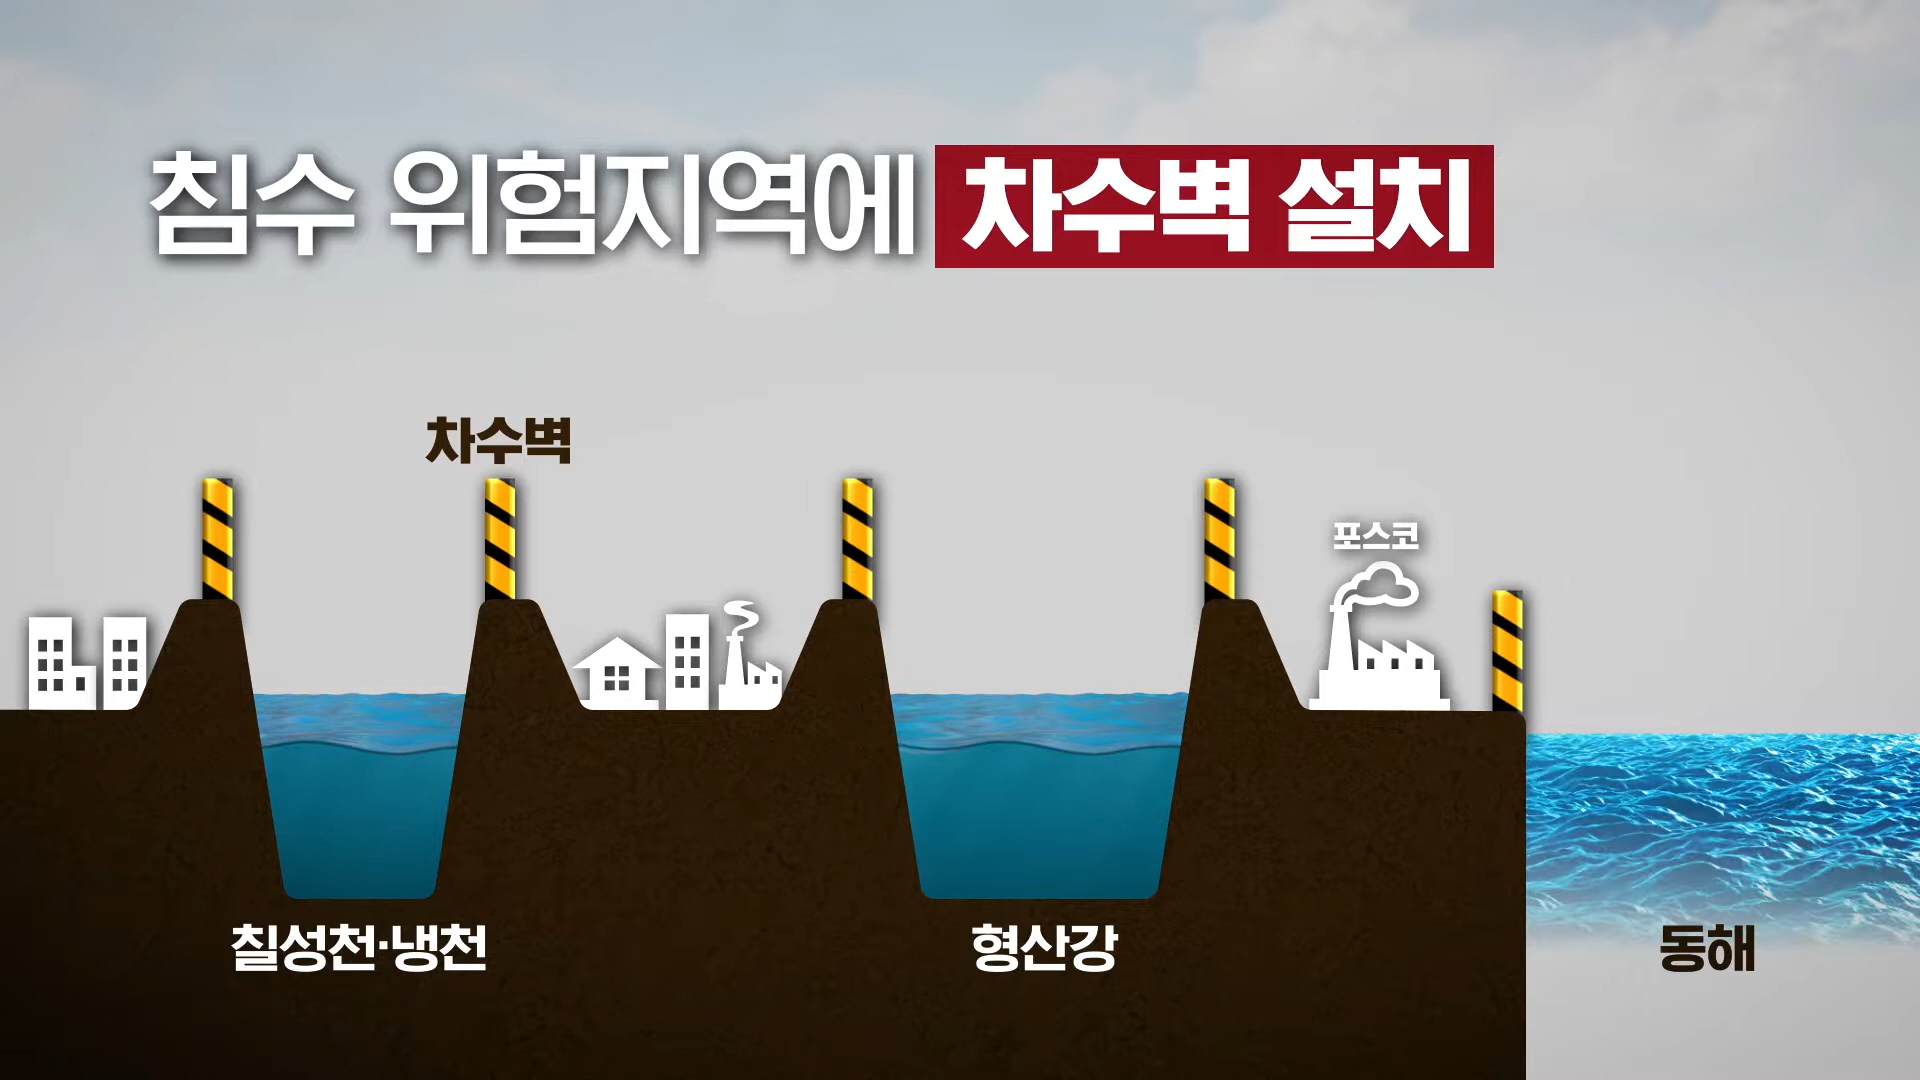 침수 위험지역에 차수벽 설치
차수벽
포스코
칠성천·냉천
형산강
동해